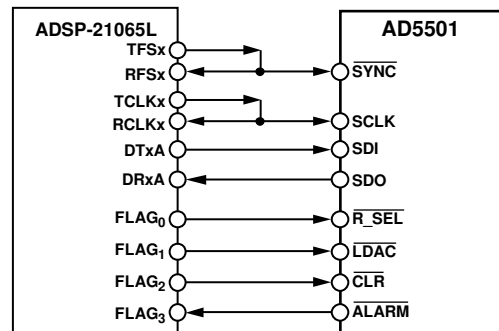 ADSP-21065L
TFSx
RFSx
TCLKx
RCLKx
DTxA
DRxA
FLAG0
FLAG1
FLAG2
FLAG3
AD5501
SYNC
SCLK
SDI
SDO
R_SEL
LDAC
CLR
ALARM